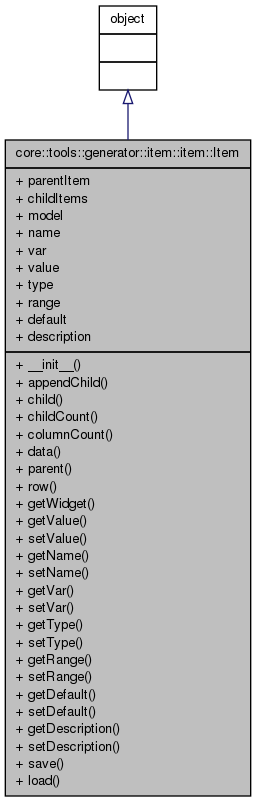 object
core::tools::generator::item::item::Item
+ parentItem
+ childItems
+ model
+ name
+ var
+ value
+ type
+ range
+ default
+ description
+ __init__()
+ appendChild()
+ child()
+ childCount()
+ columnCount()
+ data()
+ parent()
+ row()
+ getWidget()
+ getValue()
+ setValue()
+ getName()
+ setName()
+ getVar()
+ setVar()
+ getType()
+ setType()
+ getRange()
+ setRange()
+ getDefault()
+ setDefault()
+ getDescription()
+ setDescription()
+ save()
+ load()